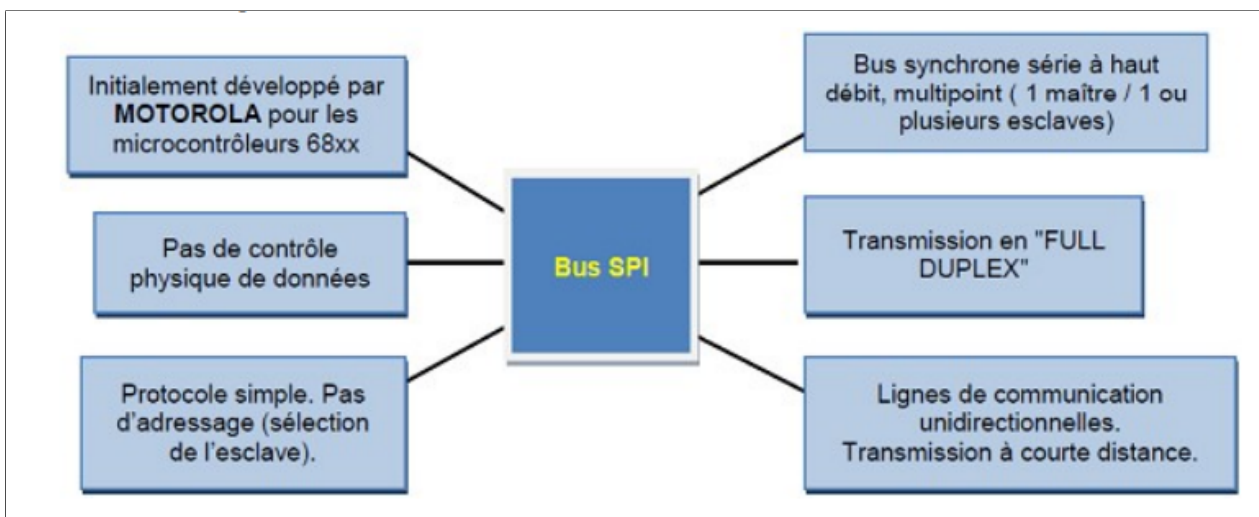 Initialement développé par
MOTOROLA pour les
microcontrôleurs 68xx
Pas de contrôle
physique de données
Protocole simple. Pas
d'adressage (sélection
de l'esclave).
Bus SPI
Bus synchrone série à haut
débit, multipoint ( 1 maître / 1 ou
plusieurs esclaves)
Transmission en "FULL
DUPLEX"
Lignes de communication
unidirectionnelles.
Transmission à courte distance.